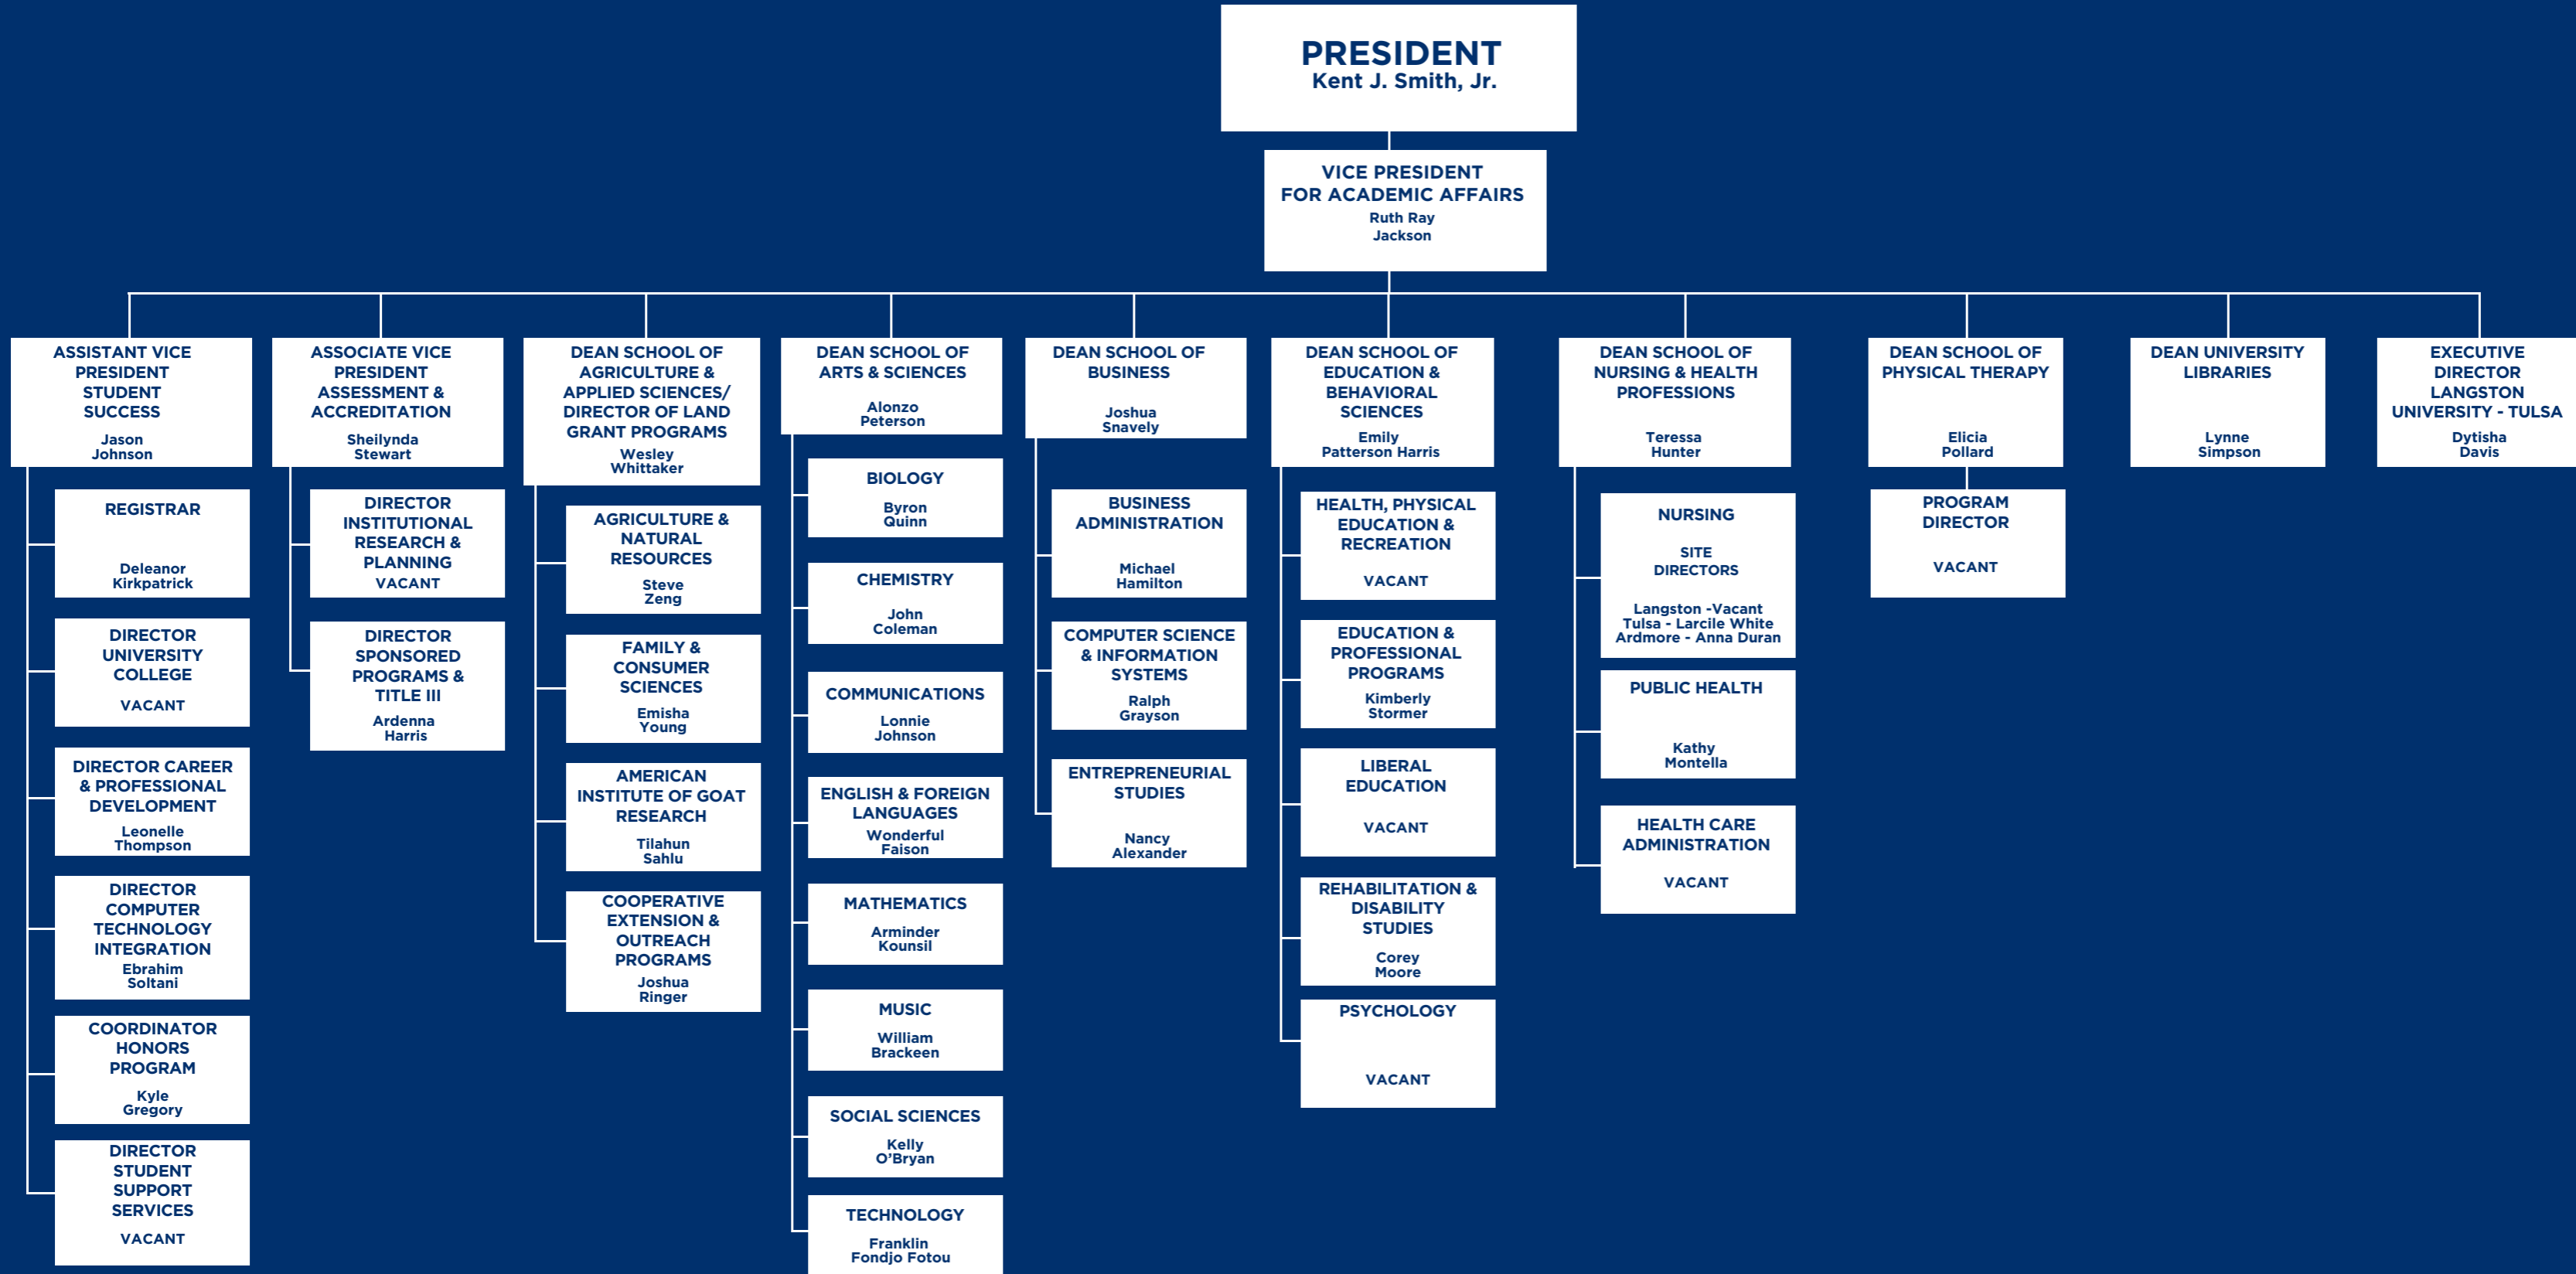 PRESIDENT
Kent J. Smith, Jr.
VICE PRESIDENT
FOR ACADEMIC AFFAIRS
Ruth Ray
Jackson
ASSISTANT VICE
PRESIDENT
STUDENT
SUCCESS
Jason
Johnson
REGISTRAR
Deleanor
Kirkpatrick
DIRECTOR
UNIVERSITY
COLLEGE
VACANT
DIRECTOR CAREER
& PROFESSIONAL
DEVELOPMENT
Leonelle
Thompson
DIRECTOR
COMPUTER
TECHNOLOGY
INTEGRATION
Ebrahim
Soltani
COORDINATOR
HONORS
PROGRAM
Kyle
Gregory
DIRECTOR
STUDENT
SUPPORT
SERVICES
VACANT
ASSOCIATE VICE
PRESIDENT
ASSESSMENT &
ACCREDITATION
Sheilynda
Stewart
DIRECTOR
INSTITUTIONAL
RESEARCH &
PLANNING
VACANT
DIRECTOR
SPONSORED
PROGRAMS &
TITLE III
Ardenna
Harris
DEAN SCHOOL OF
AGRICULTURE &
APPLIED SCIENCES/
DIRECTOR OF LAND
GRANT PROGRAMS
Wesley
Whittaker
AGRICULTURE &
NATURAL
RESOURCES
Steve
Zeng
FAMILY &
CONSUMER
SCIENCES
Emisha
Young
AMERICAN
INSTITUTE OF GOAT
RESEARCH
Tilahun
Sahlu
COOPERATIVE
EXTENSION &
OUTREACH
PROGRAMS
Joshua
Ringer
DEAN SCHOOL OF
ARTS & SCIENCES
Alonzo
Peterson
BIOLOGY
Byron
Quinn
CHEMISTRY
John
Coleman
COMMUNICATIONS
Lonnie
Johnson
ENGLISH & FOREIGN
LANGUAGES
Wonderful
Faison
MATHEMATICS
Arminder
Kounsil
MUSIC
William
Brackeen
SOCIAL SCIENCES
Kelly
O’Bryan
TECHNOLOGY
Franklin
Fondjo Fotou
DEAN SCHOOL OF
BUSINESS
Joshua
Snavely
BUSINESS
ADMINISTRATION
Michael
Hamilton
COMPUTER SCIENCE
& INFORMATION
SYSTEMS
Ralph
Grayson
ENTREPRENEURIAL
STUDIES
Nancy
Alexander
DEAN SCHOOL OF
EDUCATION &
BEHAVIORAL
SCIENCES
Emily
Patterson Harris
HEALTH, PHYSICAL
EDUCATION &
RECREATION
VACANT
EDUCATION &
PROFESSIONAL
PROGRAMS
Kimberly
Stormer
LIBERAL
EDUCATION
VACANT
REHABILITATION &
DISABILITY
STUDIES
Corey
Moore
PSYCHOLOGY
VACANT
DEAN SCHOOL OF
NURSING & HEALTH
PROFESSIONS
Teressa
Hunter
NURSING
SITE
DIRECTORS
Langston -Vacant
Tulsa - Larcile White
Ardmore - Anna Duran
PUBLIC HEALTH
Kathy
Montella
HEALTH CARE
ADMINISTRATION
VACANT
DEAN SCHOOL OF
PHYSICAL THERAPY
Elicia
Pollard
PROGRAM
DIRECTOR
VACANT
DEAN UNIVERSITY
LIBRARIES
Lynne
Simpson
EXECUTIVE
DIRECTOR
LANGSTON
UNIVERSITY - TULSA
Dytisha
Davis